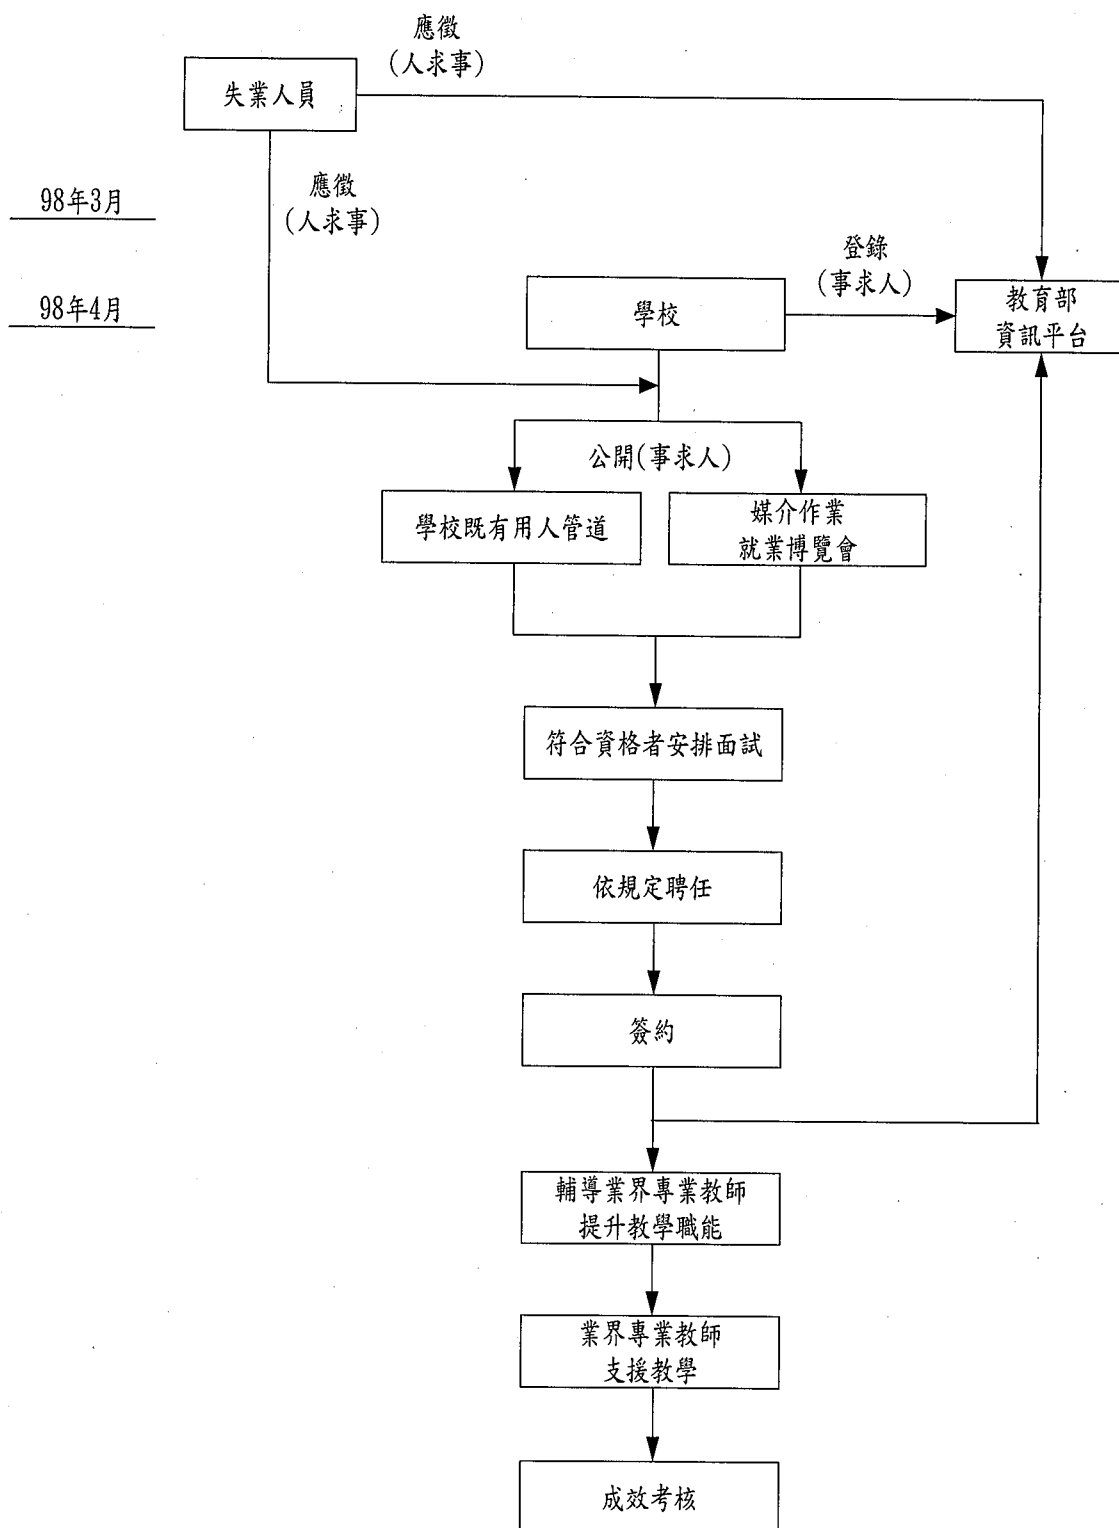 應徵
(人求事)
失業人員
應徵
(人求事)
98年3月
登錄
(事求人)
98年4月
學校
教育部
資訊平台
公開(事求人)
學校既有用人管道
媒介作業
就業博覽會
符合資格者安排面試
依規定聘任
簽約
輔導業界專業教師
提升教學職能
業界專業教師
支援教學
成效考核